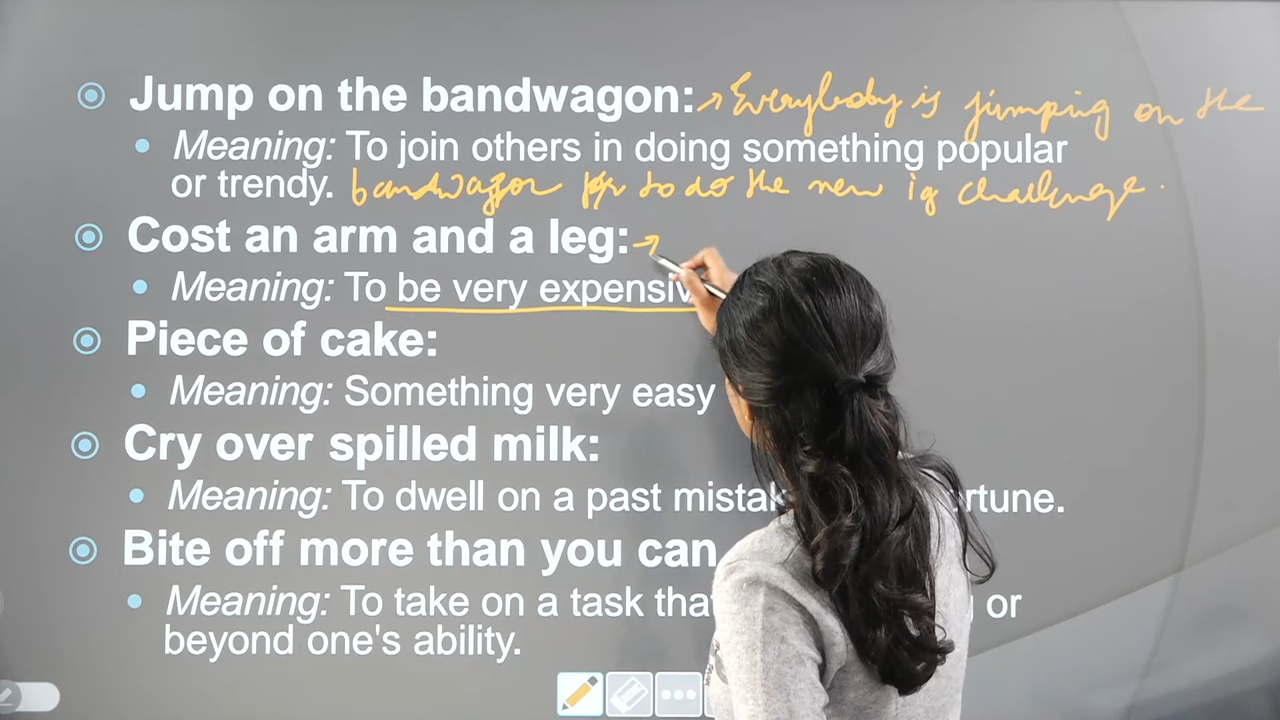 Jump on the bandwagon: → Everybody is jumping on the
Meaning: To join others in doing something popular
or trendy. bandwagon to do the new ig challenge.
Cost an arm and a leg: →
Meaning: To be very expensiv
Piece of cake:
Meaning: Something very easy
Cry over spilled milk:
Meaning: To dwell on a past mistak rtune.
Bite off more than you can
Meaning: To take on a task that or
beyond one's ability.